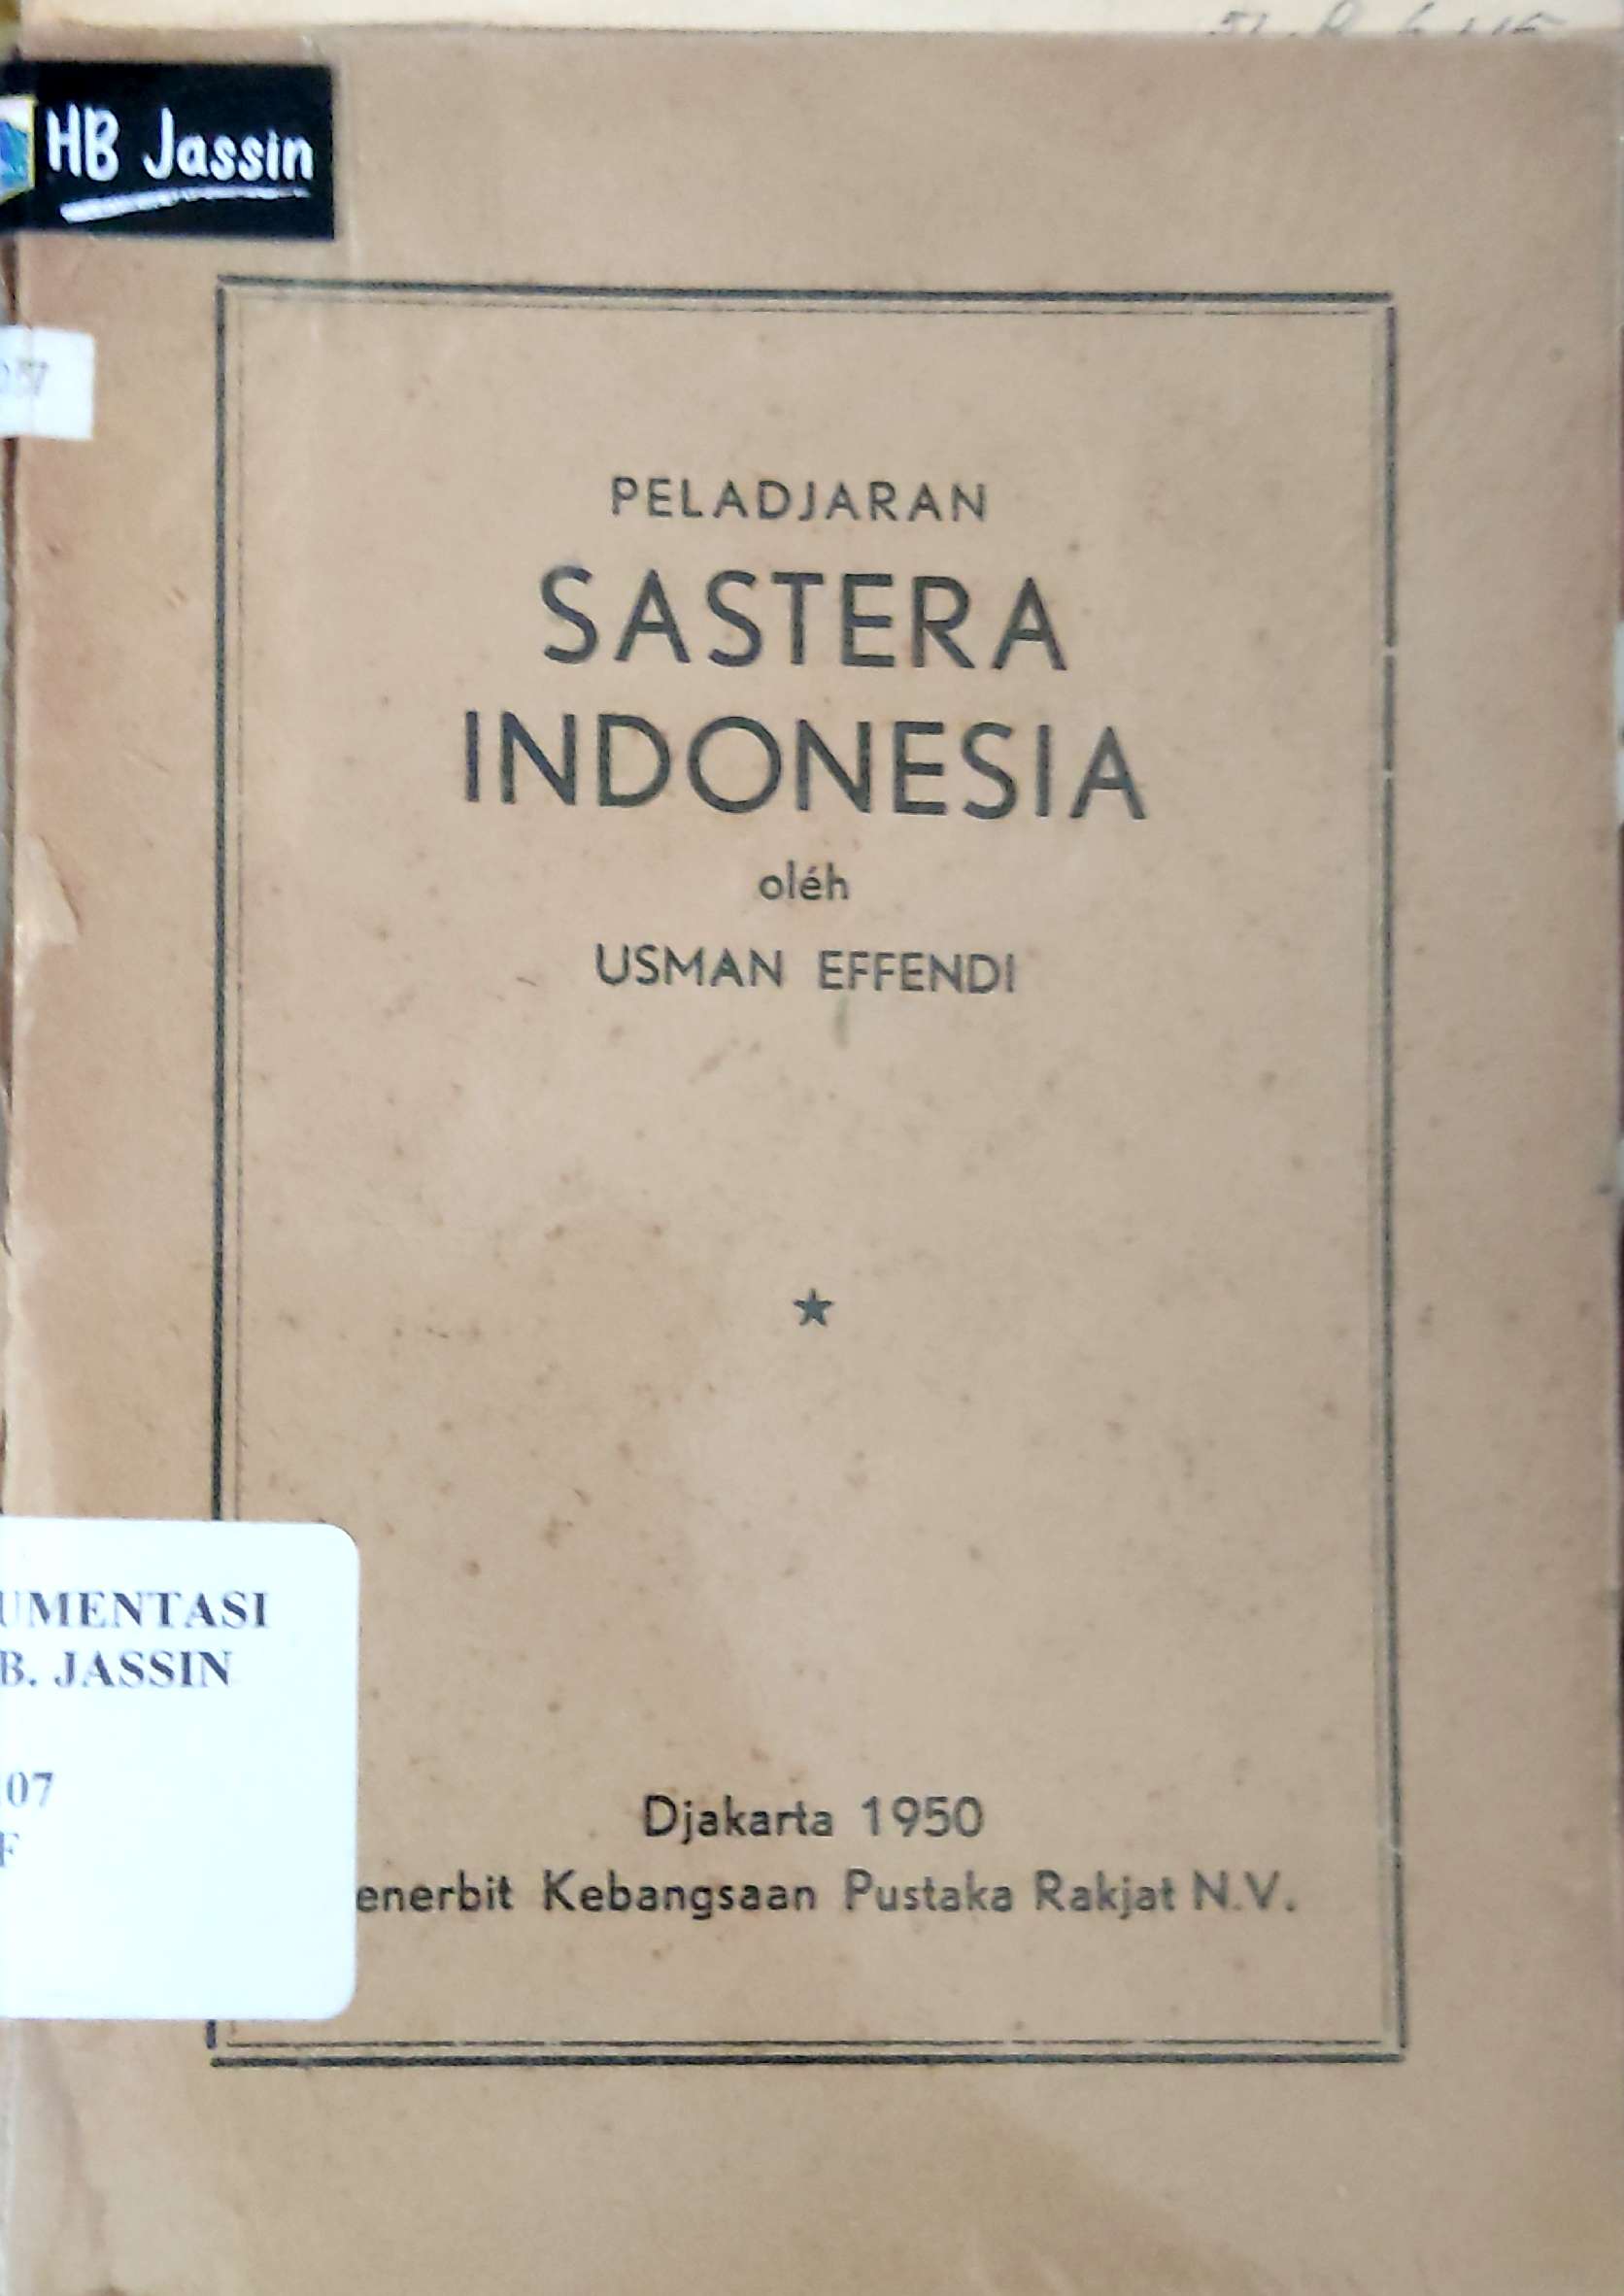 HB Jassin
PELADJARAN
SASTERA
INDONESIA
oléh
USMAN EFFENDI
UMENTASI
B. JASSIN
07
F
Djakarta 1950
enerbit Kebangsaan Pustaka Rakjat N.V.